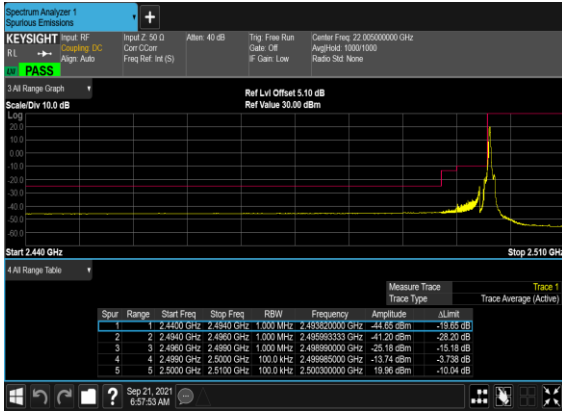 Spectrum Analyzer 1
Spurious Emissions
KEYSIGHT
RL
Input: RF
Coupling: DC
Align: Auto
Input Z: 50 Ω
Corr CCorr
Freq Ref: Int (S)
Atten: 40 dB
Trig: Free Run
Gate: Off
IF Gain: Low
Center Freq: 22.005000000 GHz
Avg|Hold: 1000/1000
Radio Std: None
PASS
3 All Range Graph
Scale/Div 10.0 dB
Ref Lvl Offset 5.10 dB
Ref Value 30.00 dBm
Log
20.0
10.0
0.00
-10.0
-20.0
-30.0
-40.0
-50.0
-60.0
Start 2.440 GHz
Stop 2.510 GHz
4 All Range Table
Measure Trace Trace 1
Trace Type Trace Average (Active)
Spur Range Start Freq Stop Freq RBW Frequency Amplitude ΔLimit
1 1 2.4400 GHz 2.4940 GHz 1.000 MHz 2.493820000 GHz -44.65 dBm -19.65 dB
2 2 2.4940 GHz 2.4960 GHz 1.000 MHz 2.495993333 GHz -41.20 dBm -28.20 dB
3 3 2.4960 GHz 2.4990 GHz 1.000 MHz 2.498990000 GHz -25.18 dBm -15.18 dB
4 4 2.4990 GHz 2.5000 GHz 100.0 kHz 2.499985000 GHz -13.74 dBm -3.738 dB
5 5 2.5000 GHz 2.5100 GHz 100.0 kHz 2.500300000 GHz 19.96 dBm -10.04 dB
Sep 21, 2021
6:57:53 AM